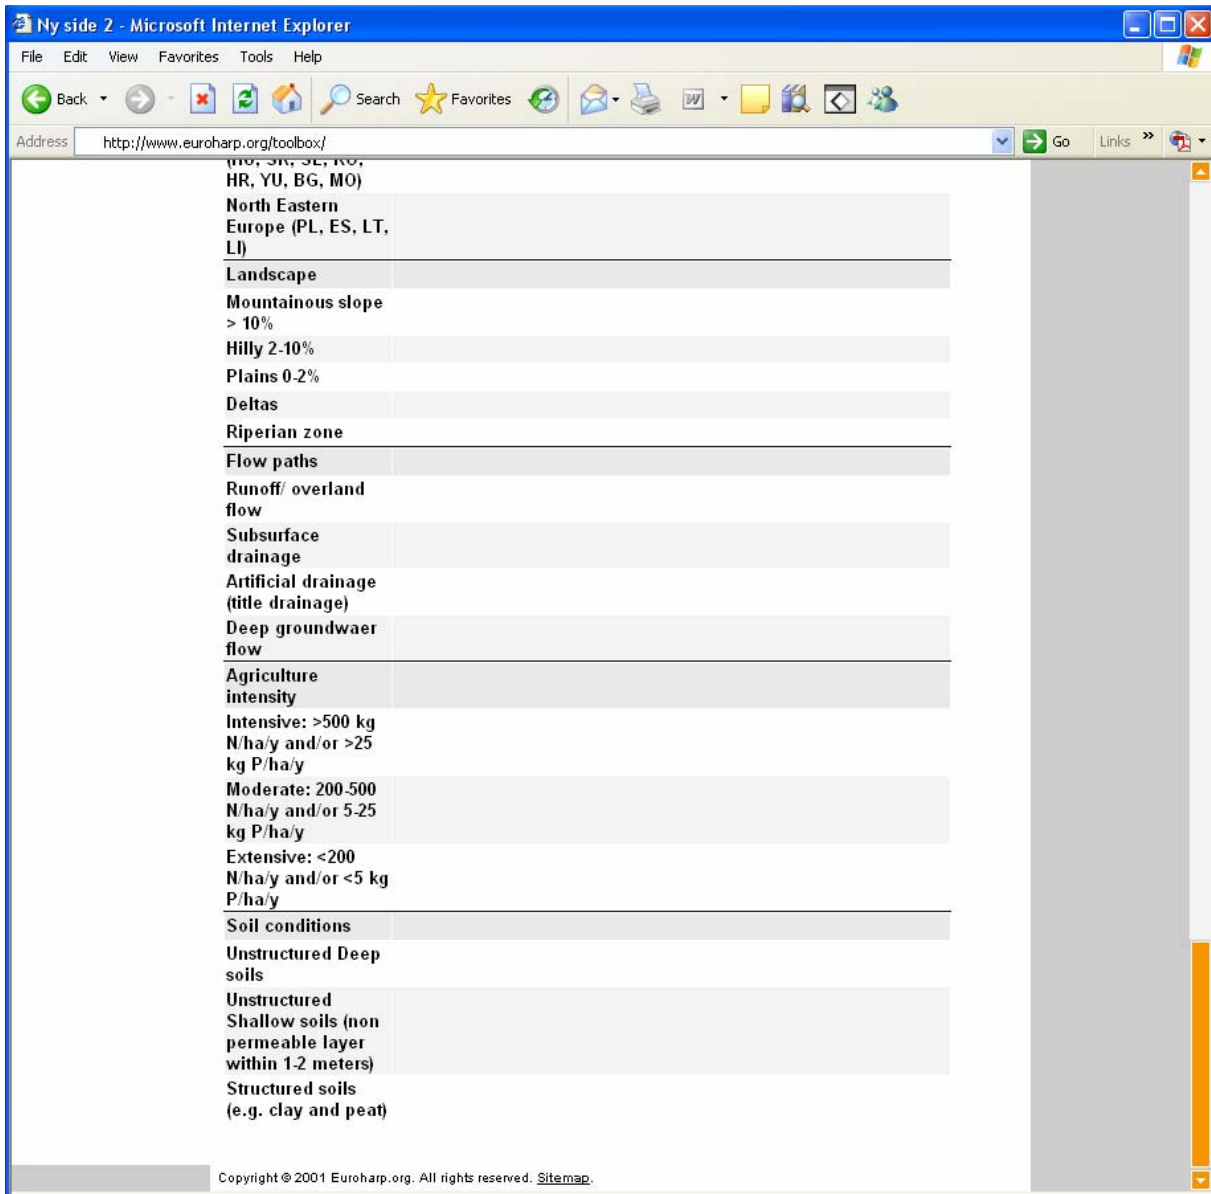 Ny side 2 - Microsoft Internet Explorer
File Edit View Favorites Tools Help
Back Search Favorites
Address http://www.euroharp.org/toolbox/ Go Links »
(HU, SR, SL, RO,
HR, YU, BG, MO)
North Eastern
Europe (PL, ES, LT,
LI)
Landscape
Mountainous slope
> 10%
Hilly 2-10%
Plains 0-2%
Deltas
Riperian zone
Flow paths
Runoff/ overland
flow
Subsurface
drainage
Artificial drainage
(title drainage)
Deep groundwaer
flow
Agriculture
intensity
Intensive: >500 kg
N/ha/y and/or >25
kg P/ha/y
Moderate: 200-500
N/ha/y and/or 5-25
kg P/ha/y
Extensive: <200
N/ha/y and/or <5 kg
P/ha/y
Soil conditions
Unstructured Deep
soils
Unstructured
Shallow soils (non
permeable layer
within 1-2 meters)
Structured soils
(e.g. clay and peat)
Copyright © 2001 Euroharp.org. All rights reserved. Sitemap.